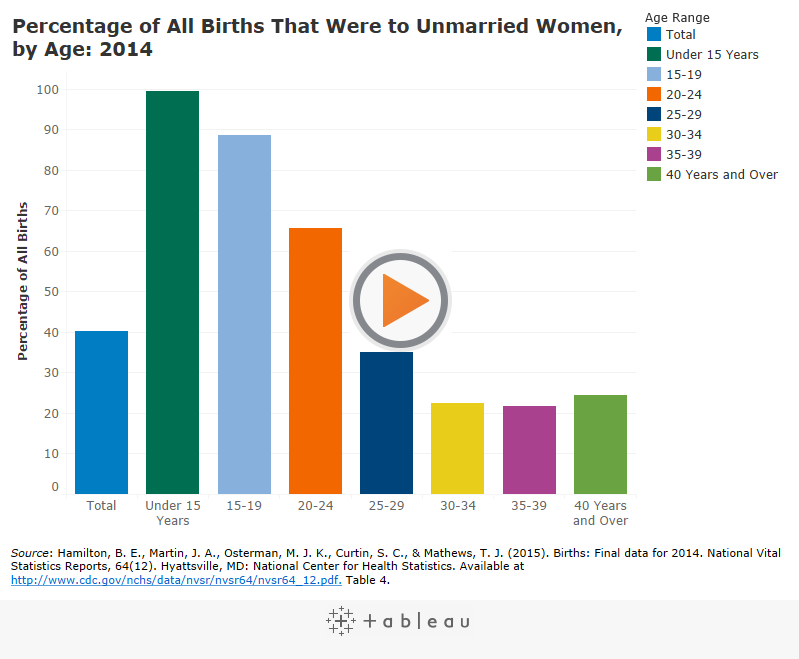 Percentage of All Births That Were to Unmarried Women,
by Age: 2014
Age Range
Total
Under 15 Years
15-19
20-24
25-29
30-34
35-39
40 Years and Over
Percentage of All Births
100
90
80
70
60
50
40
30
20
10
0
Total
Under 15
Years
15-19
20-24
25-29
30-34
35-39
40 Years
and Over
Source: Hamilton, B. E., Martin, J. A., Osterman, M. J. K., Curtin, S. C., & Mathews, T. J. (2015). Births: Final data for 2014. National Vital
Statistics Reports, 64(12). Hyattsville, MD: National Center for Health Statistics. Available at
http://www.cdc.gov/nchs/data/nvsr/nvsr64/nvsr64_12.pdf. Table 4.
+ableau